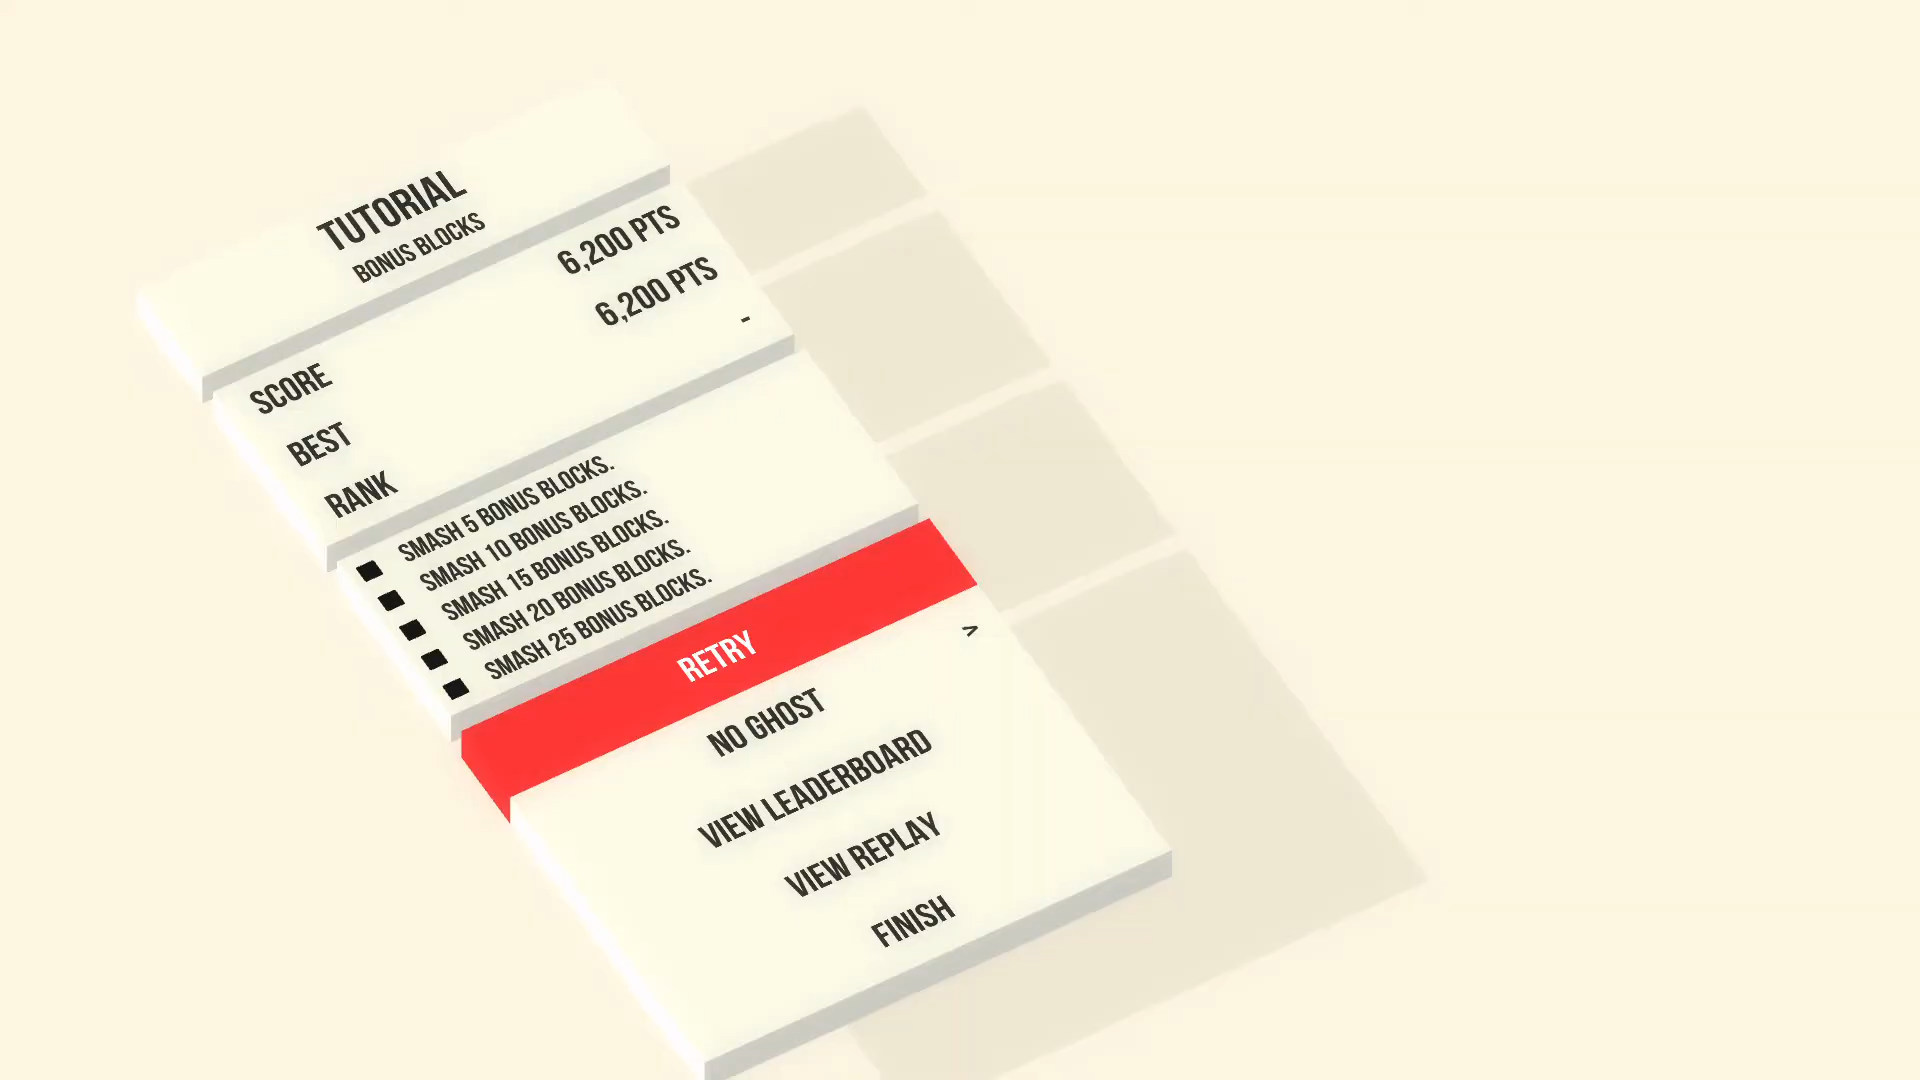 TUTORIAL
BONUS BLOCKS
SCORE 6,200 PTS
BEST 6,200 PTS
RANK -
SMASH 5 BONUS BLOCKS.
SMASH 10 BONUS BLOCKS.
SMASH 15 BONUS BLOCKS.
SMASH 20 BONUS BLOCKS.
SMASH 25 BONUS BLOCKS.
RETRY
NO GHOST >
VIEW LEADERBOARD
VIEW REPLAY
FINISH